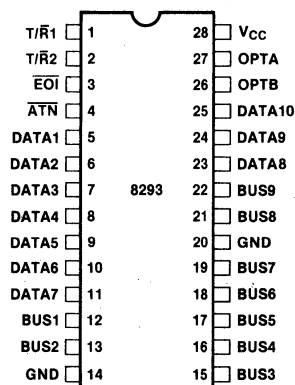 T/R̅1 1 28 VCC
T/R̅2 2 27 OPTA
E̅O̅I̅ 3 26 OPTB
A̅T̅N̅ 4 25 DATA10
DATA1 5 24 DATA9
DATA2 6 23 DATA8
DATA3 7 8293 22 BUS9
DATA4 8 21 BUS8
DATA5 9 20 GND
DATA6 10 19 BUS7
DATA7 11 18 BUS6
BUS1 12 17 BUS5
BUS2 13 16 BUS4
GND 14 15 BUS3